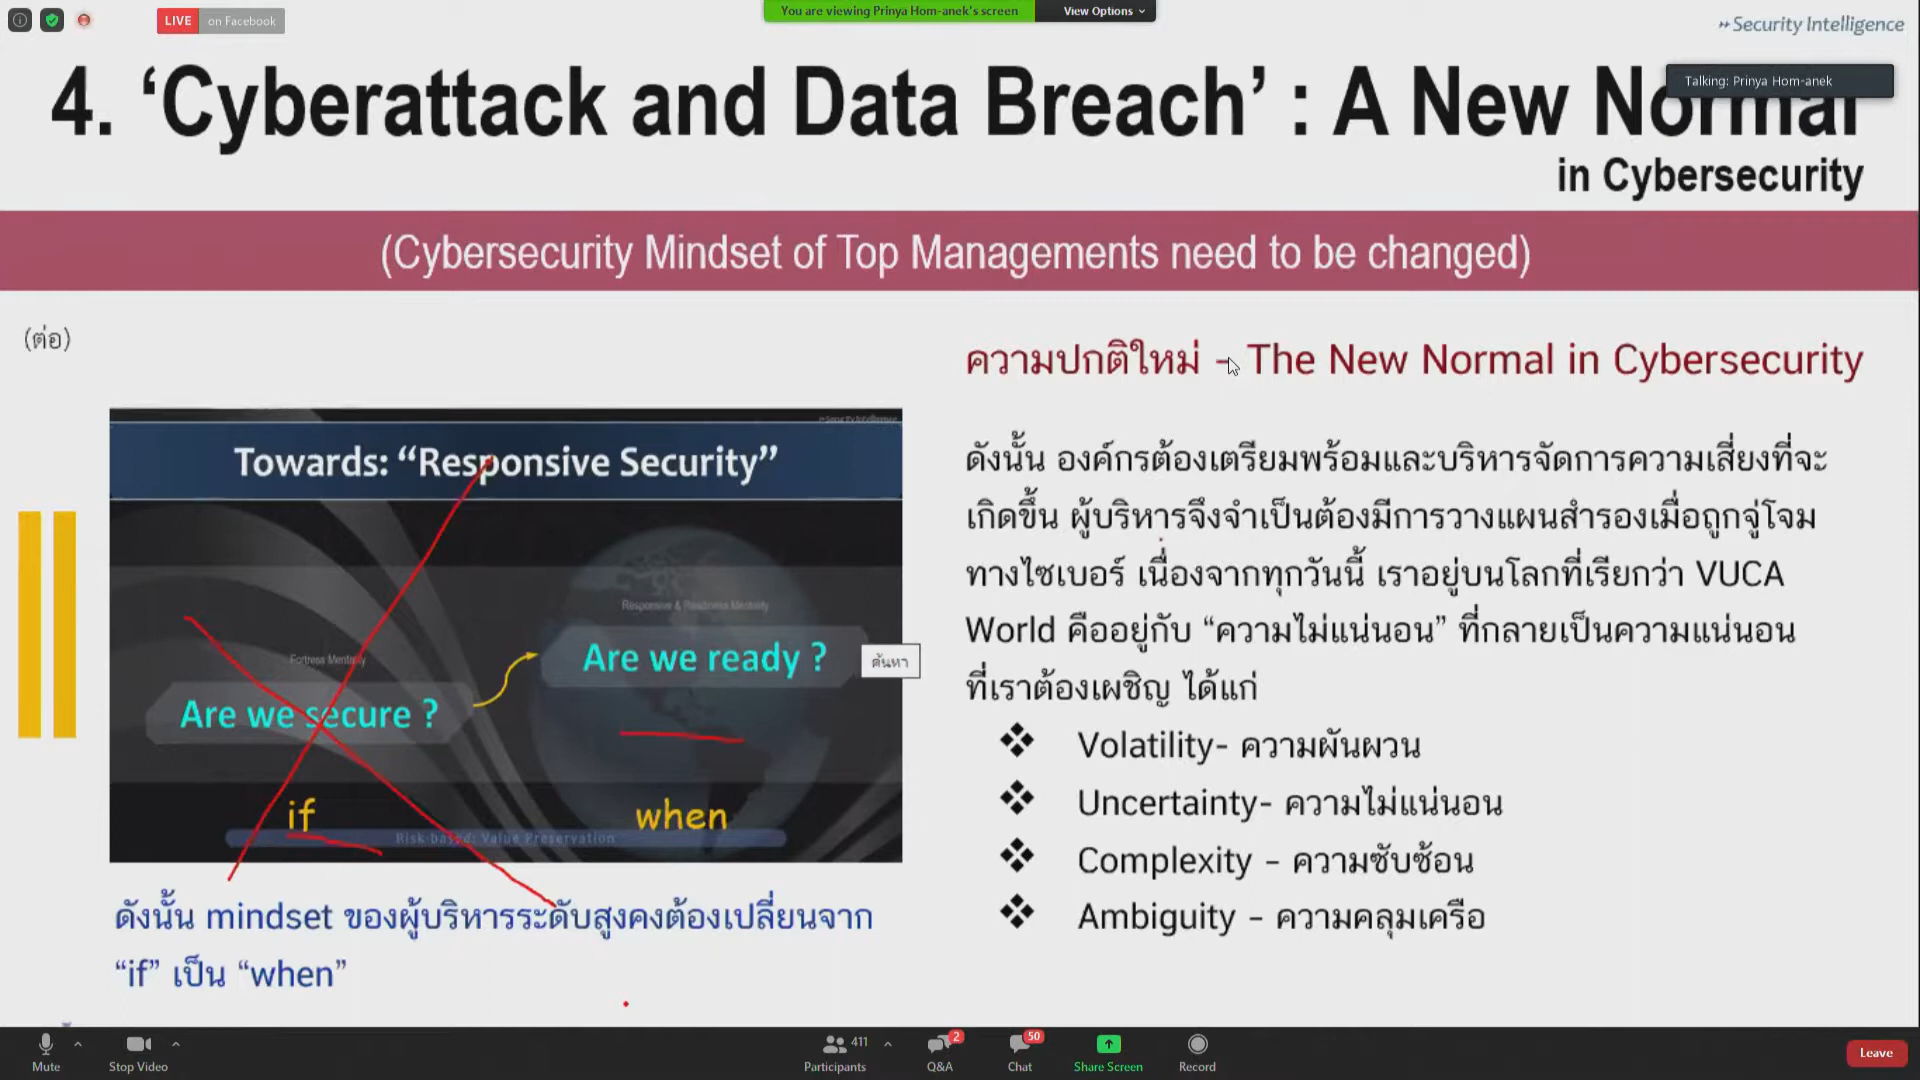 LIVE on Facebook
You are viewing Prinya Hom-anek's screen View Options
Security Intelligence
Talking: Prinya Hom-anek
4. ‘Cyberattack and Data Breach’ : A New Normal
in Cybersecurity
(Cybersecurity Mindset of Top Managements need to be changed)
(ต่อ)
Security Intelligence
Towards: “Responsive Security”
Responsive & Readiness Mentality
Fortress Mentality
Are we ready ?
ค้นหา
Are we secure ?
if
when
Risk-based: Value Preservation
ดังนั้น mindset ของผู้บริหารระดับสูงคงต้องเปลี่ยนจาก
“if” เป็น “when”
ความปกติใหม่ – The New Normal in Cybersecurity
ดังนั้น องค์กรต้องเตรียมพร้อมและบริหารจัดการความเสี่ยงที่จะ
เกิดขึ้น ผู้บริหารจึงจำเป็นต้องมีการวางแผนสำรองเมื่อถูกจู่โจม
ทางไซเบอร์ เนื่องจากทุกวันนี้ เราอยู่บนโลกที่เรียกว่า VUCA
World คืออยู่กับ “ความไม่แน่นอน” ที่กลายเป็นความแน่นอน
ที่เราต้องเผชิญ ได้แก่
❖ Volatility- ความผันผวน
❖ Uncertainty- ความไม่แน่นอน
❖ Complexity – ความซับซ้อน
❖ Ambiguity – ความคลุมเครือ
Mute
Stop Video
Participants 411
Q&A 2
Chat 50
Share Screen
Record
Leave